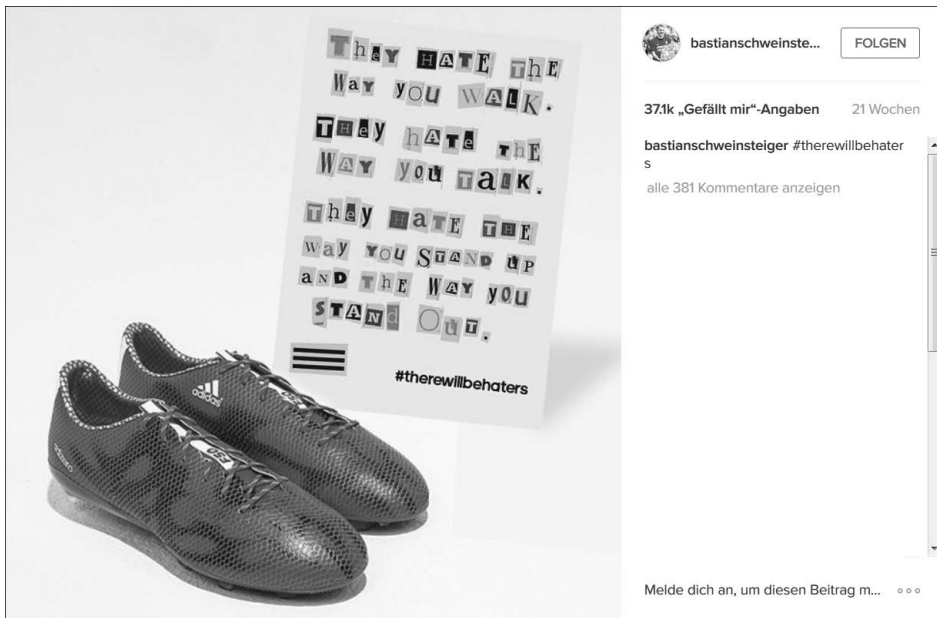 They HATE The
Way you WALK.
THey hATe THE
WAY you TALK.
They HATE THE
way YOU STAND UP
AND THE WAY you
STANd OuT.
#therewillbehaters
adidas
F50
F50
bastianschweinste...
FOLGEN
37.1k „Gefällt mir“-Angaben
21 Wochen
bastianschweinsteiger #therewillbehater
s
alle 381 Kommentare anzeigen
Melde dich an, um diesen Beitrag m...